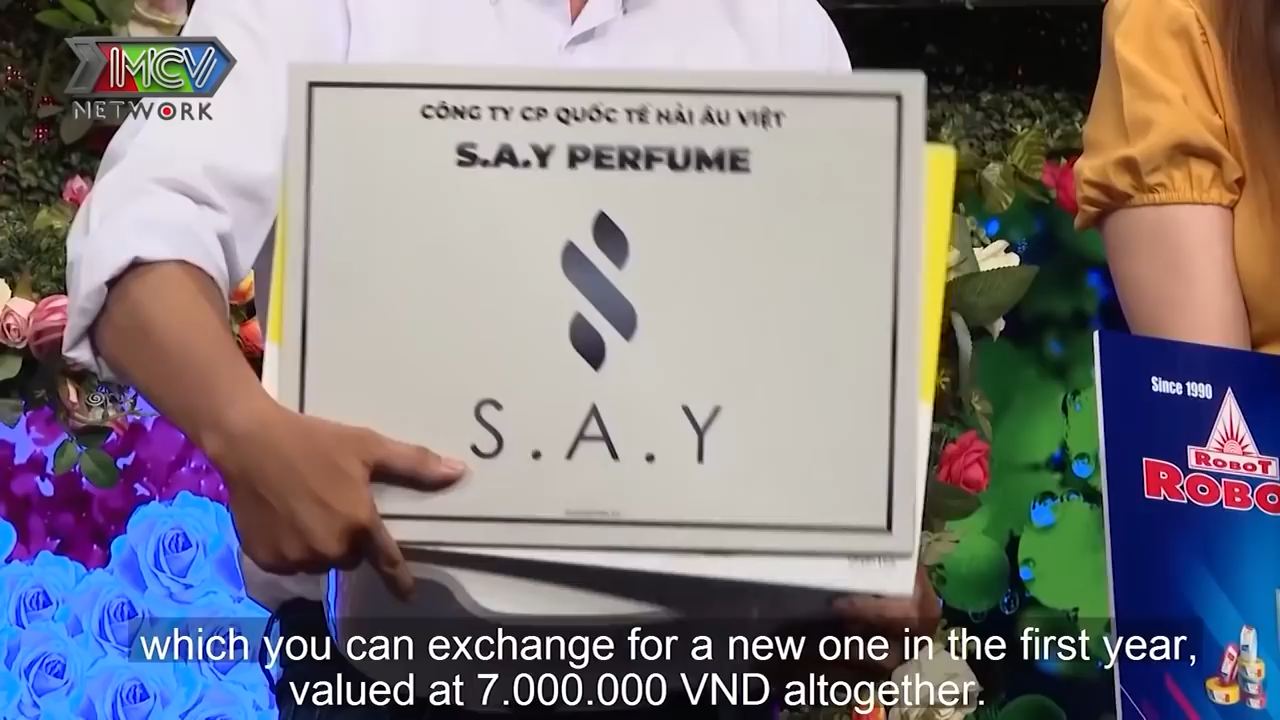 MCV
NETWORK
CÔNG TY CP QUỐC TẾ HẢI ÂU VIỆT
S.A.Y PERFUME
S.A.Y
Since 1990
ROBOT
ROBO
which you can exchange for a new one in the first year,
valued at 7.000.000 VND altogether.